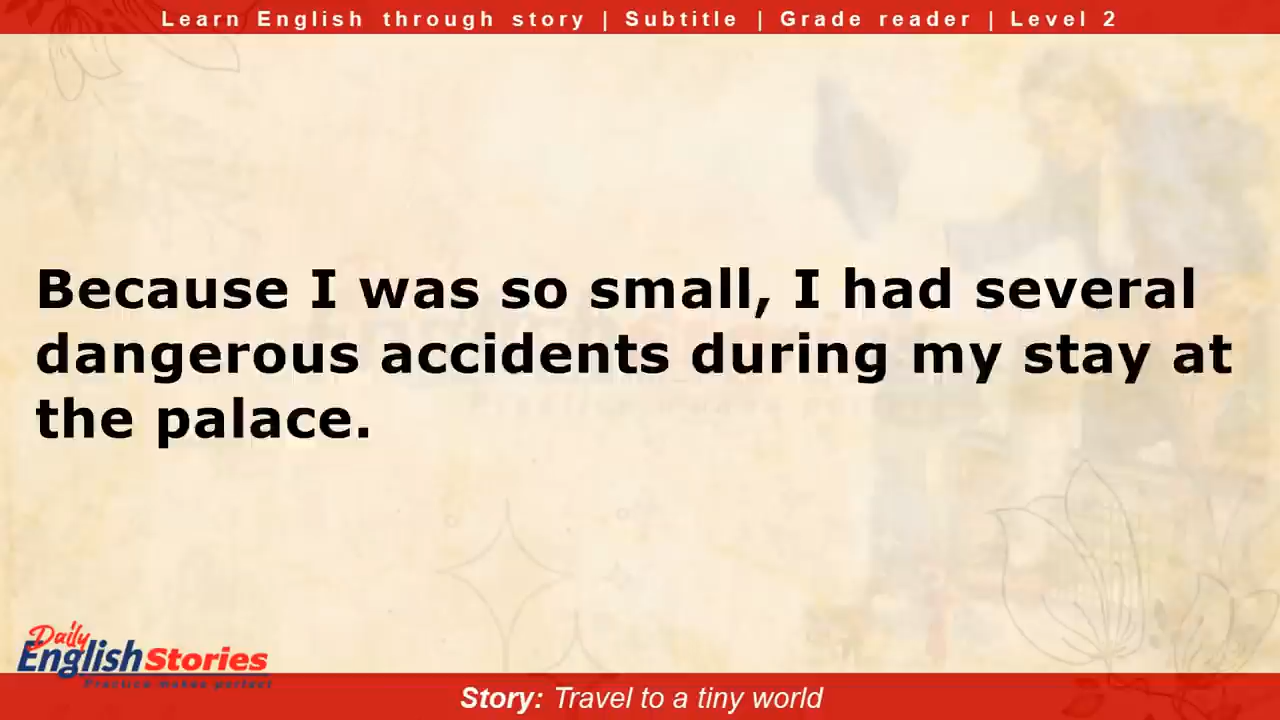 Learn English through story | Subtitle | Grade reader | Level 2
Because I was so small, I had several
dangerous accidents during my stay at
the palace.
Daily
English Stories
Practice makes perfect
Story: Travel to a tiny world